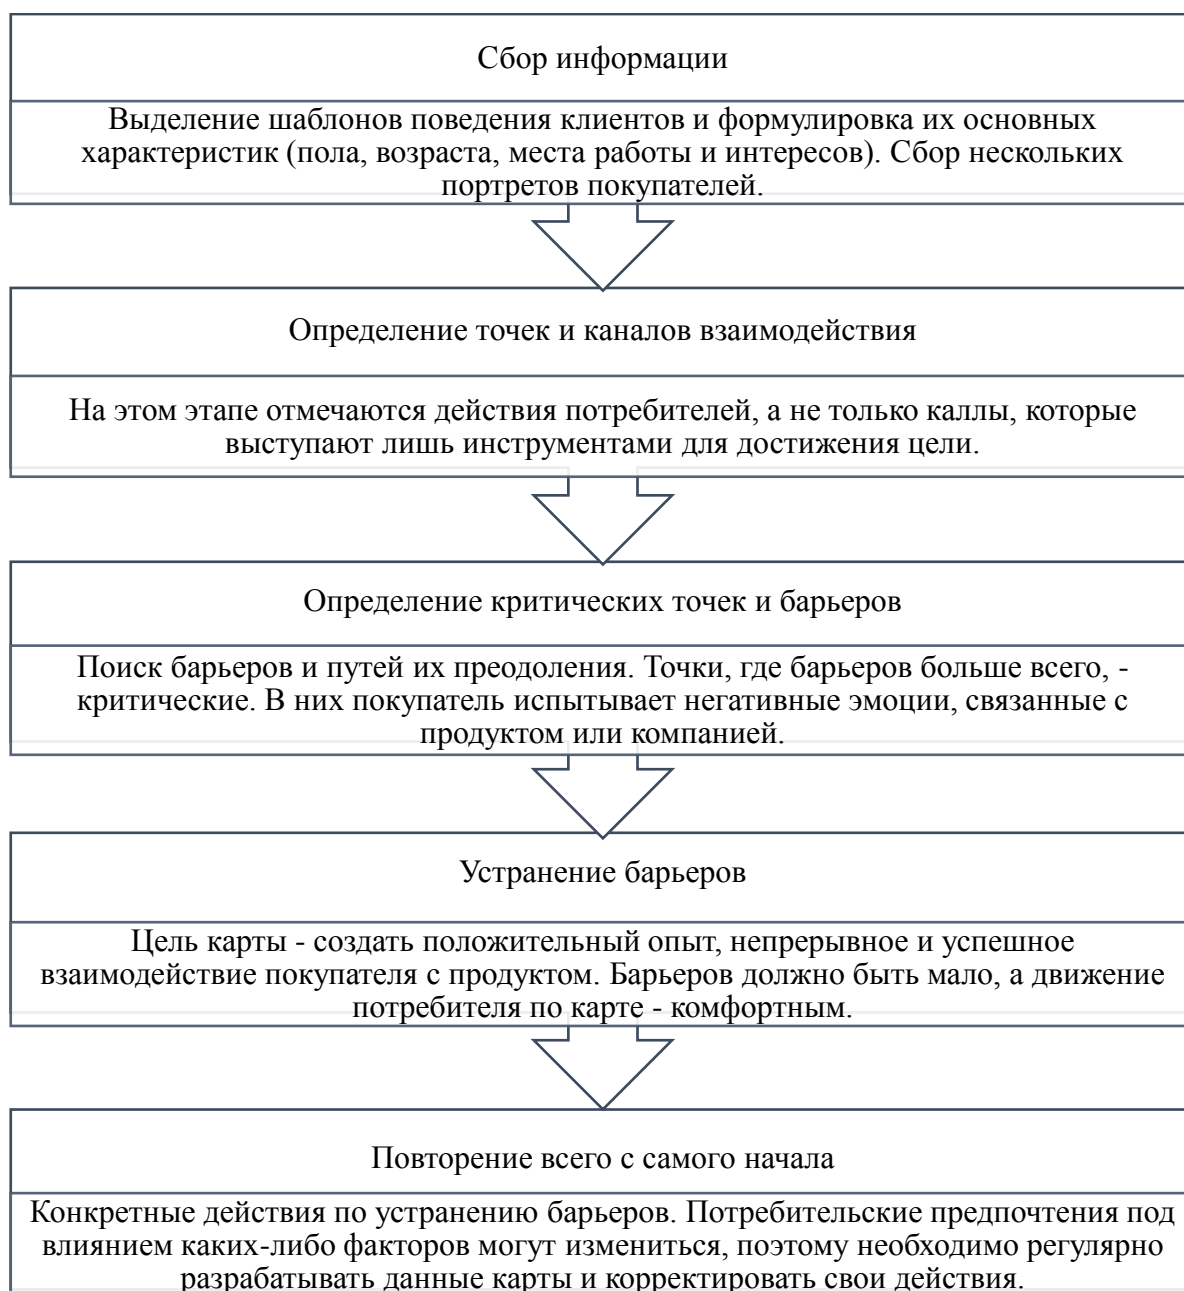 Сбор информации
Выделение шаблонов поведения клиентов и формулировка их основных
характеристик (пола, возраста, места работы и интересов). Сбор нескольких
портретов покупателей.
Определение точек и каналов взаимодействия
На этом этапе отмечаются действия потребителей, а не только каллы, которые
выступают лишь инструментами для достижения цели.
Определение критических точек и барьеров
Поиск барьеров и путей их преодоления. Точки, где барьеров больше всего, -
критические. В них покупатель испытывает негативные эмоции, связанные с
продуктом или компанией.
Устранение барьеров
Цель карты - создать положительный опыт, непрерывное и успешное
взаимодействие покупателя с продуктом. Барьеров должно быть мало, а движение
потребителя по карте - комфортным.
Повторение всего с самого начала
Конкретные действия по устранению барьеров. Потребительские предпочтения под
влиянием каких-либо факторов могут измениться, поэтому необходимо регулярно
разрабатывать данные карты и корректировать свои действия.